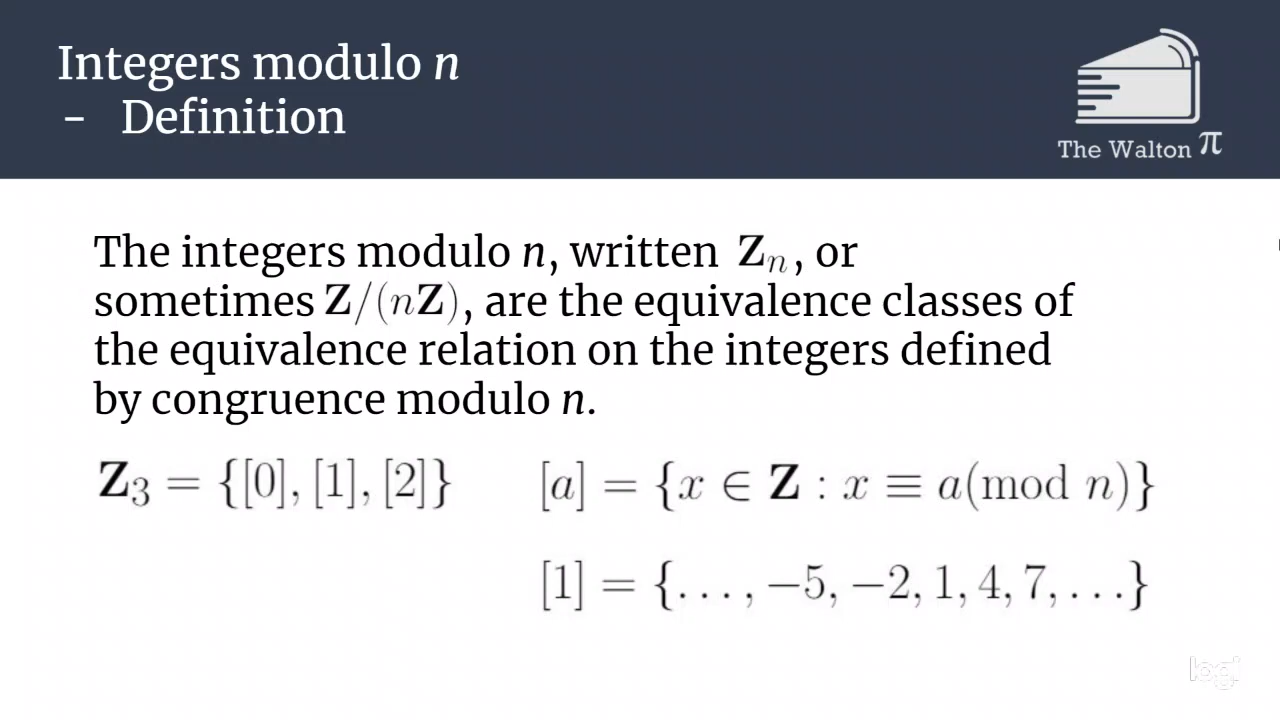 Integers modulo n
- Definition
The Walton π
The integers modulo n, written Zₙ, or
sometimes Z/(nZ), are the equivalence classes of
the equivalence relation on the integers defined
by congruence modulo n.
Z₃ = {[0], [1], [2]}
[a] = {x ∈ Z : x ≡ a(mod n)}
[1] = {. . . , −5, −2, 1, 4, 7, . . .}